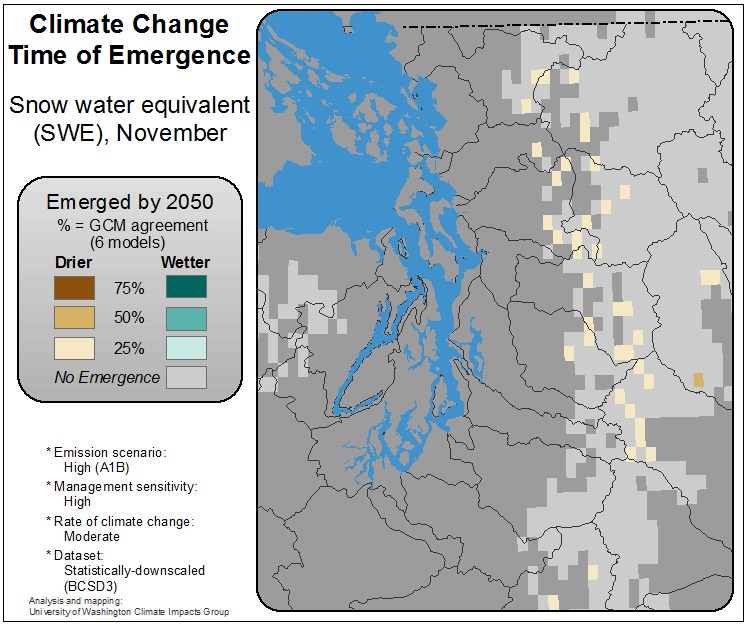 Climate Change
Time of Emergence
Snow water equivalent
(SWE), November
Emerged by 2050
% = GCM agreement
(6 models)
Drier Wetter
75%
50%
25%
No Emergence
* Emission scenario:
High (A1B)
* Management sensitivity:
High
* Rate of climate change:
Moderate
* Dataset:
Statistically-downscaled
(BCSD3)
Analysis and mapping:
University of Washington Climate Impacts Group